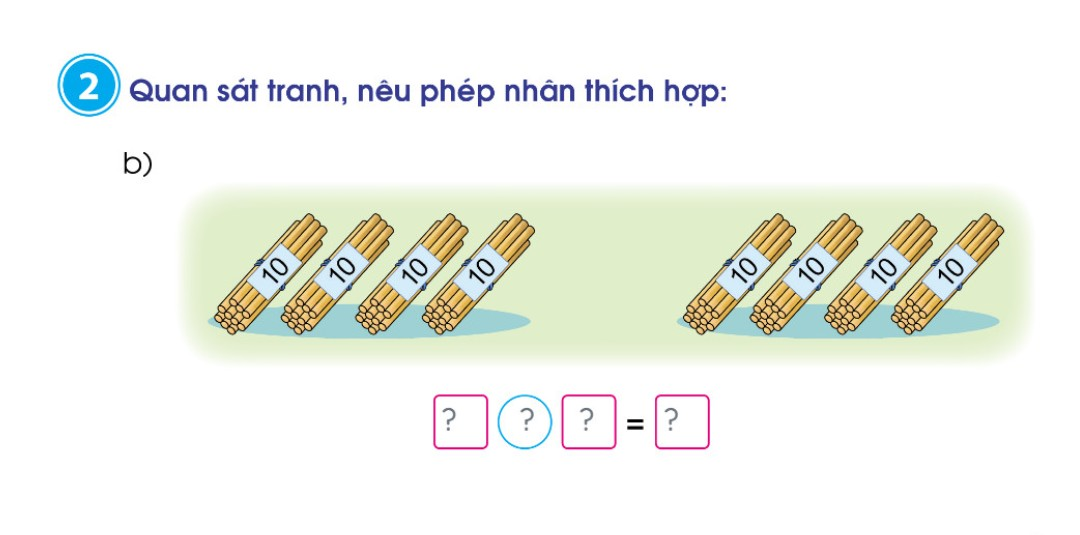 2 Quan sát tranh, nêu phép nhân thích hợp:
b)
10 10 10 10 10 10 10 10
? ? ? = ?